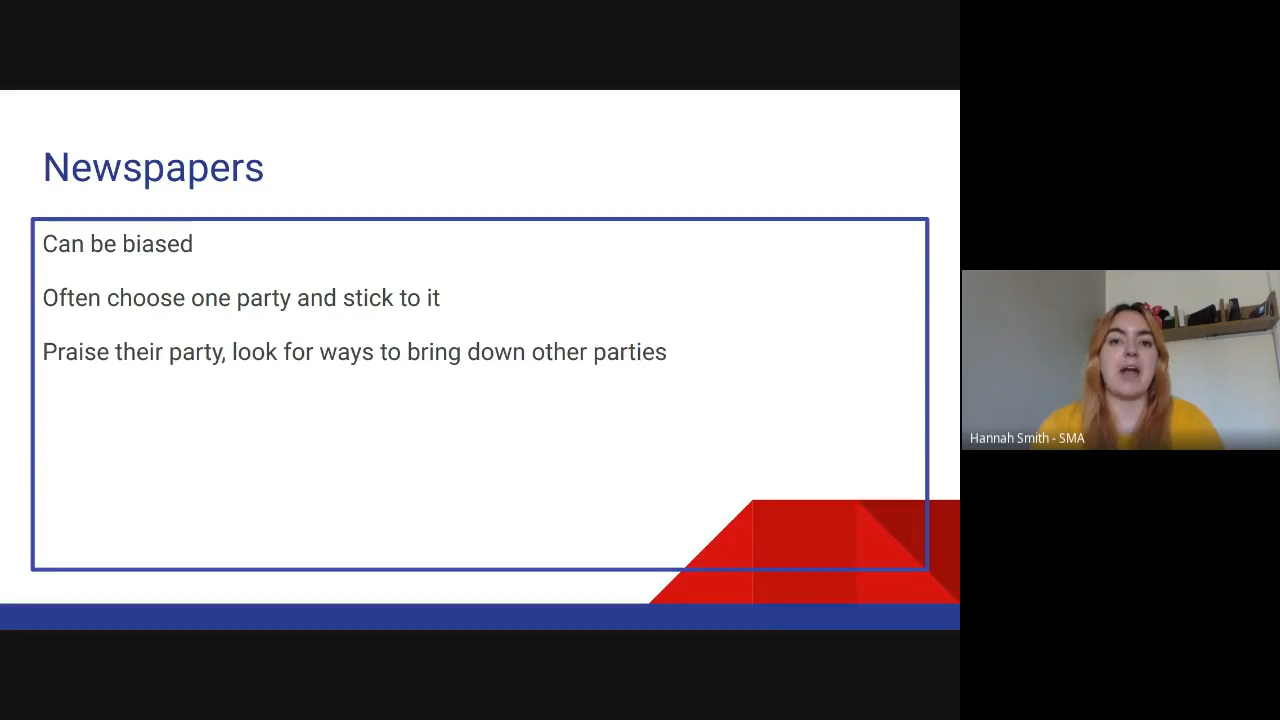 Newspapers
Can be biased
Often choose one party and stick to it
Praise their party, look for ways to bring down other parties
Hannah Smith - SMA